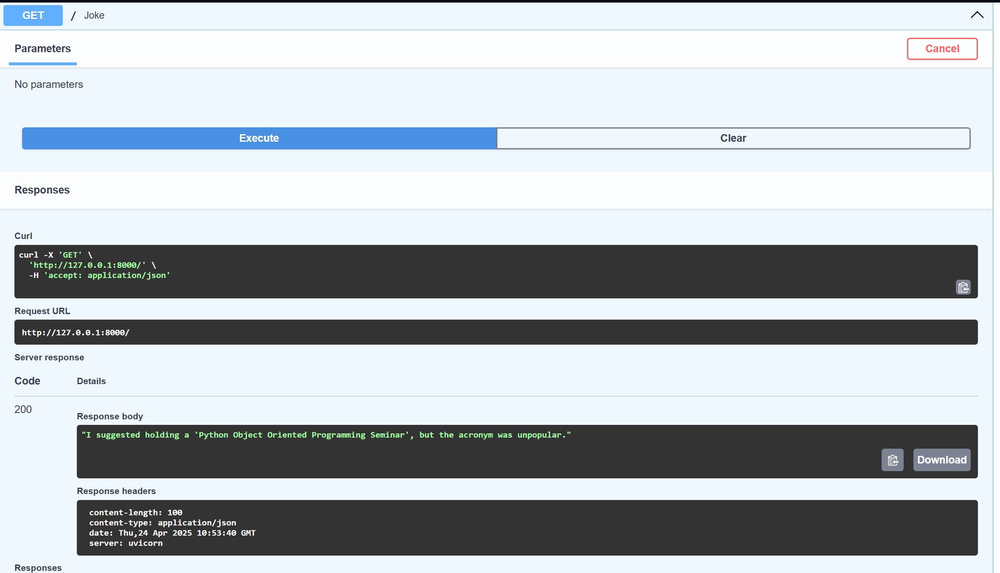 GET / Joke
Parameters
Cancel
No parameters
Execute
Clear
Responses
Curl
curl -X 'GET' \
  'http://127.0.0.1:8000/' \
  -H 'accept: application/json'
Request URL
http://127.0.0.1:8000/
Server response
Code Details
200
Response body
"I suggested holding a 'Python Object Oriented Programming Seminar', but the acronym was unpopular."
Download
Response headers
content-length: 100
content-type: application/json
date: Thu,24 Apr 2025 10:53:40 GMT
server: uvicorn
Responses